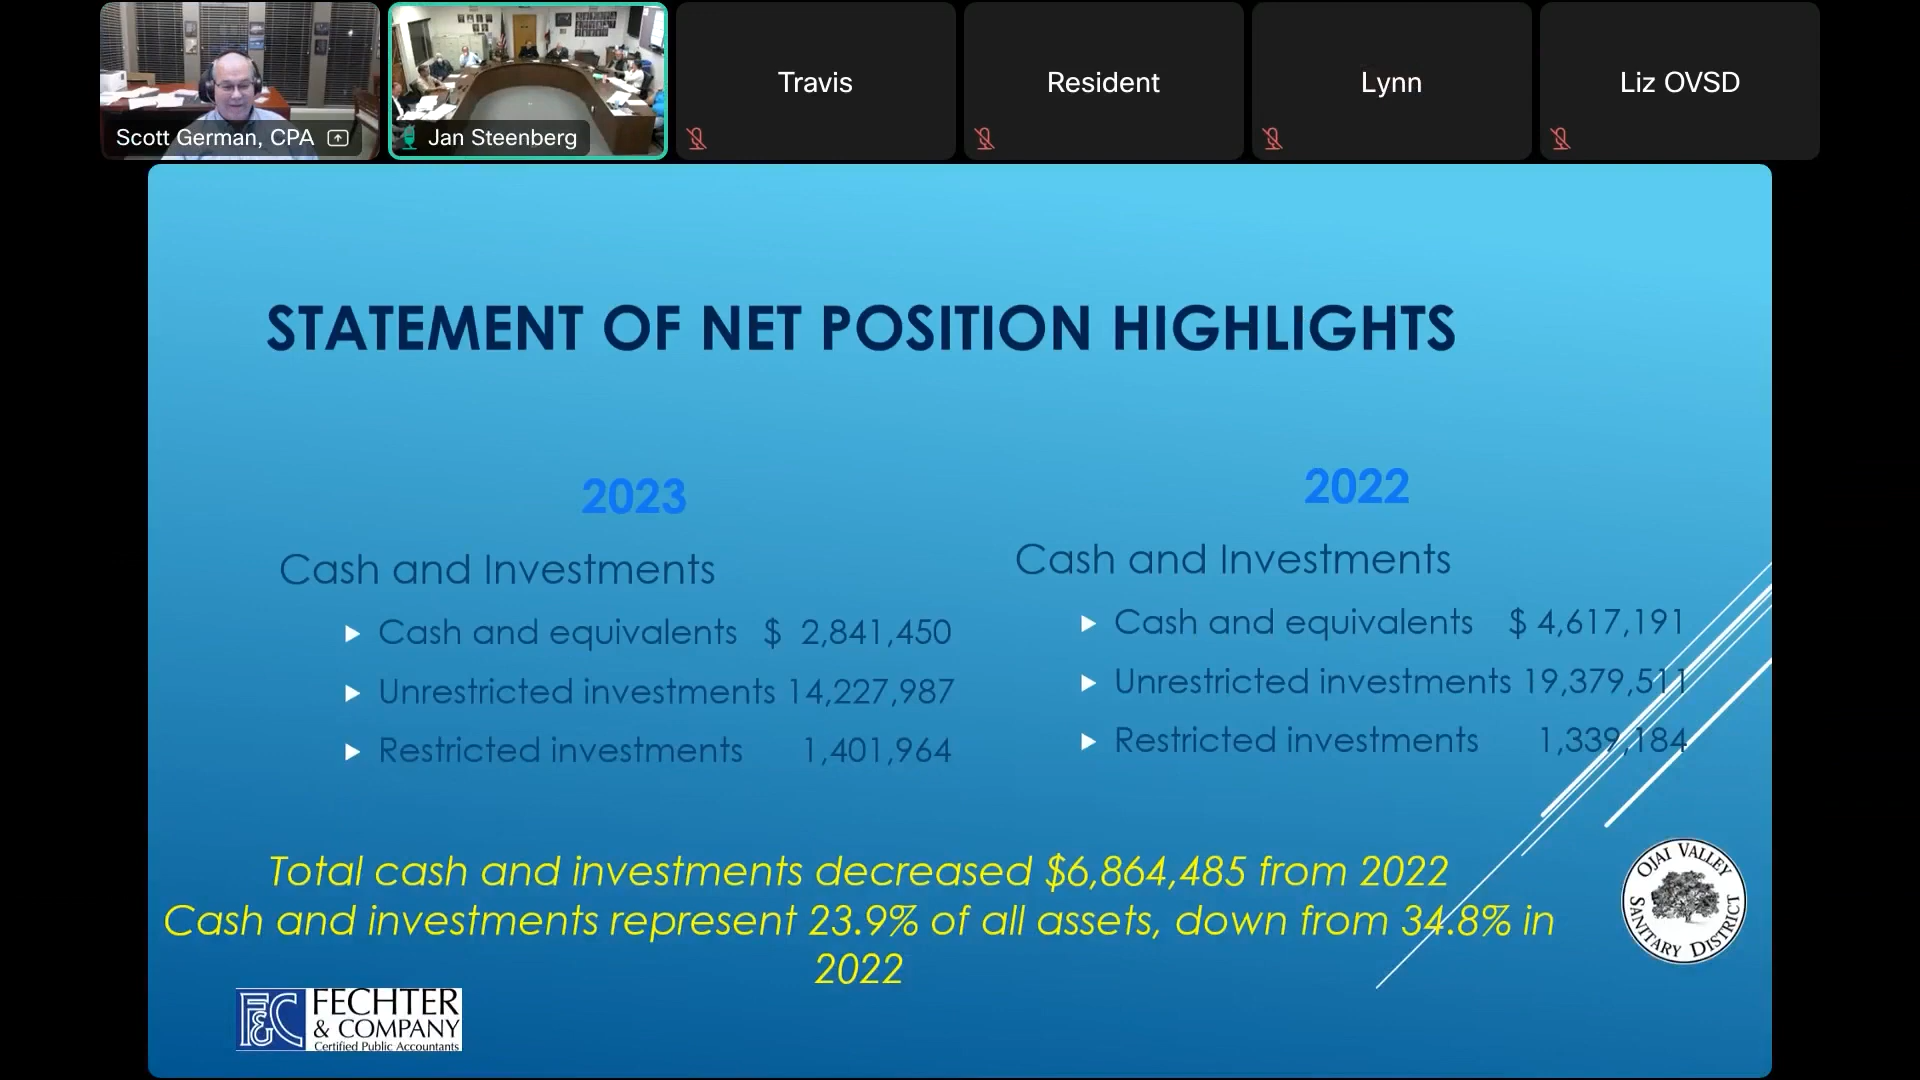 Scott German, CPA
Jan Steenberg
Travis
Resident
Lynn
Liz OVSD
STATEMENT OF NET POSITION HIGHLIGHTS
2023
Cash and Investments
Cash and equivalents $ 2,841,450
Unrestricted investments 14,227,987
Restricted investments 1,401,964
2022
Cash and Investments
Cash and equivalents $ 4,617,191
Unrestricted investments 19,379,511
Restricted investments 1,339,184
Total cash and investments decreased $6,864,485 from 2022
Cash and investments represent 23.9% of all assets, down from 34.8% in
2022
OJAI VALLEY
SANITARY DISTRICT
F&C
FECHTER
& COMPANY
Certified Public Accountants